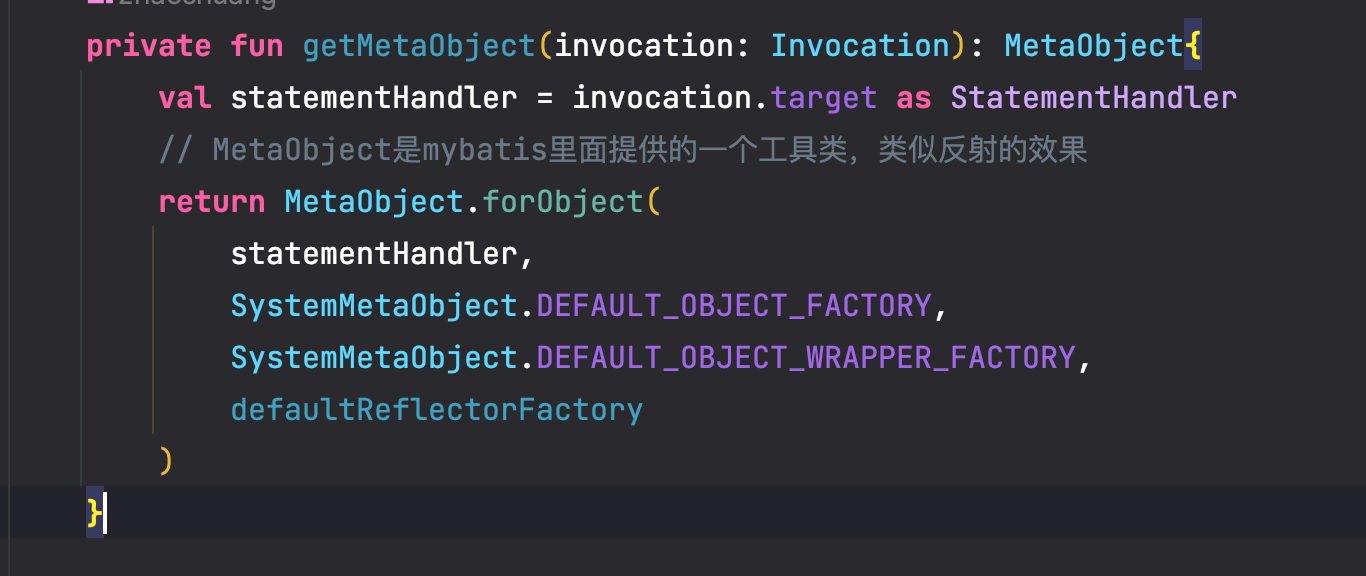 private fun getMetaObject(invocation: Invocation): MetaObject{
val statementHandler = invocation.target as StatementHandler
// MetaObject是mybatis里面提供的一个工具类，类似反射的效果
return MetaObject.forObject(
statementHandler,
SystemMetaObject.DEFAULT_OBJECT_FACTORY,
SystemMetaObject.DEFAULT_OBJECT_WRAPPER_FACTORY,
defaultReflectorFactory
)
}